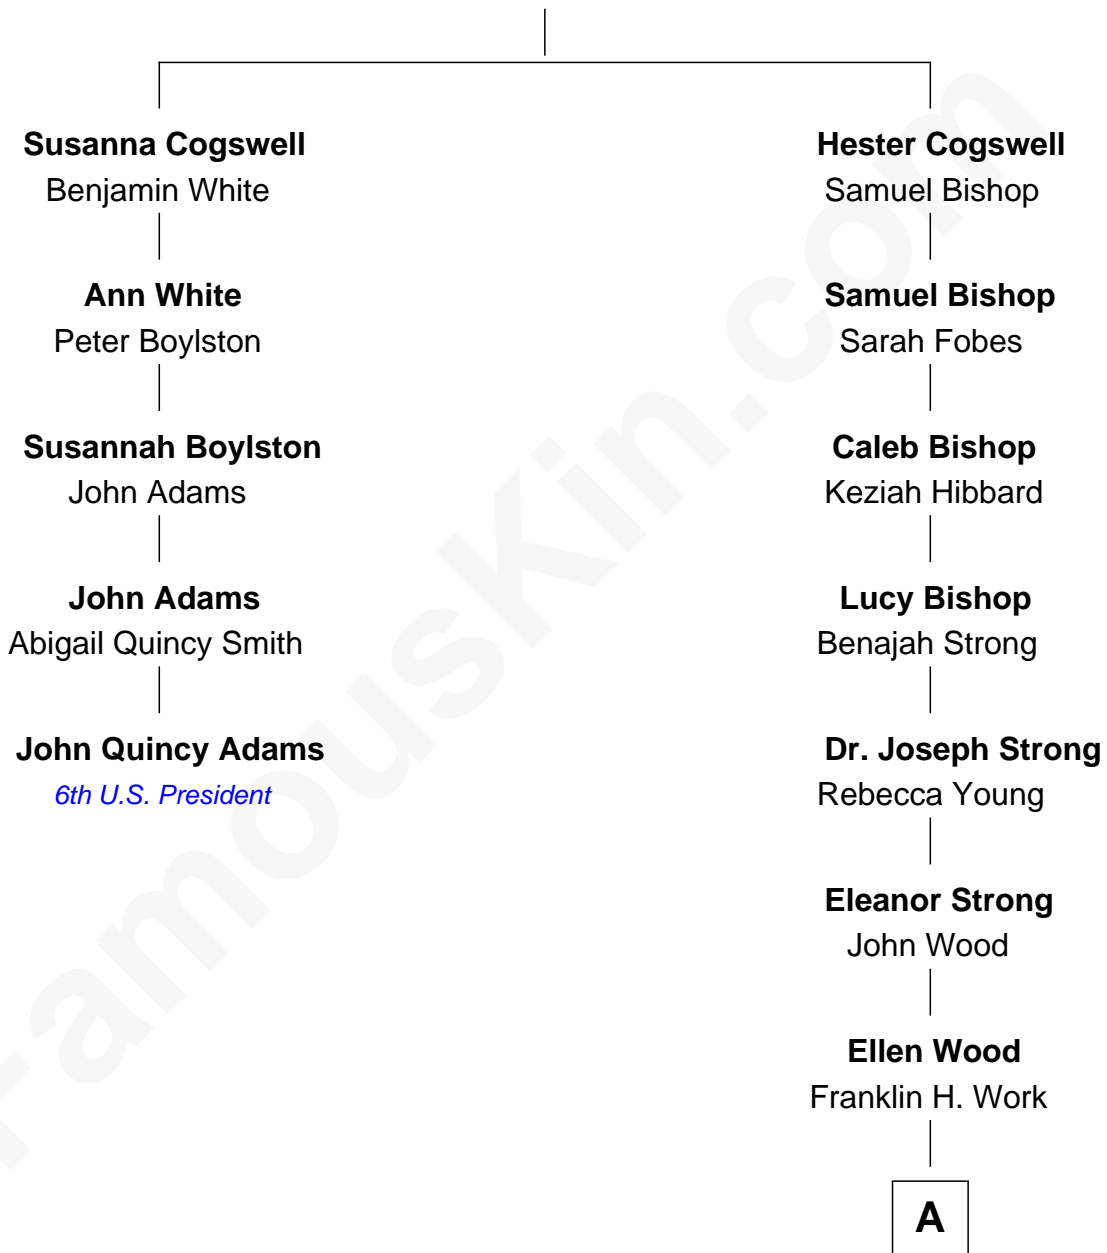 Susanna Cogswell
Benjamin White
Ann White
Peter Boylston
Susannah Boylston
John Adams
John Adams
Abigail Quincy Smith
John Quincy Adams
6th U.S. President
Hester Cogswell
Samuel Bishop
Samuel Bishop
Sarah Fobes
Caleb Bishop
Keziah Hibbard
Lucy Bishop
Benajah Strong
Dr. Joseph Strong
Rebecca Young
Eleanor Strong
John Wood
Ellen Wood
Franklin H. Work
A
FamousKin.com